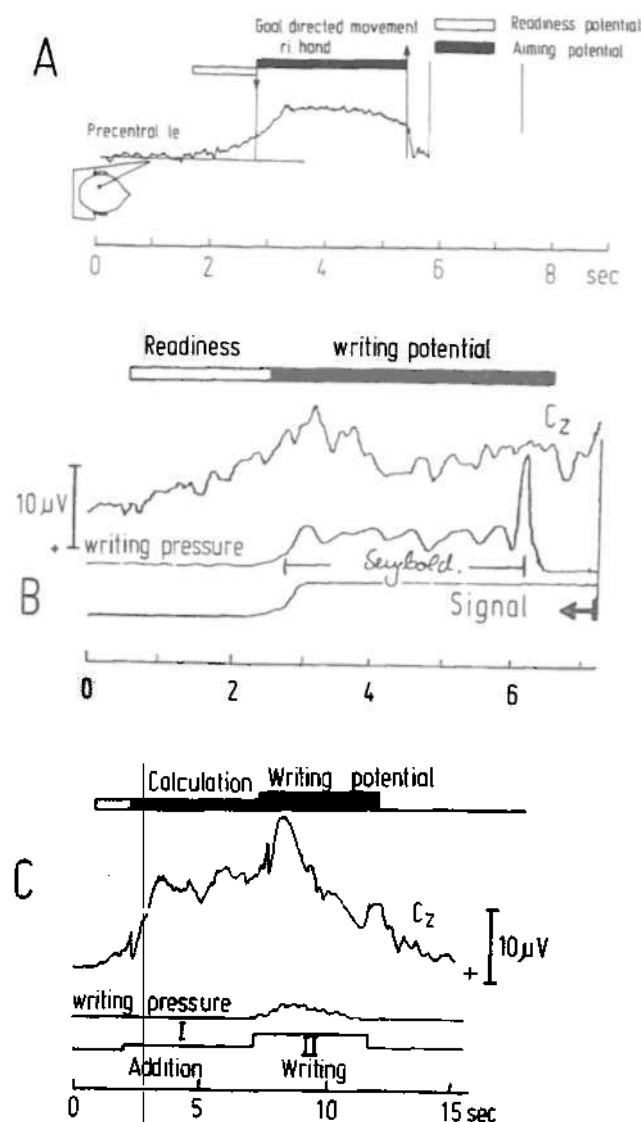 A
Goal directed movement
ri hand
Readiness potential
Aiming potential
Precentral le
0 2 4 6 8 sec
Readiness writing potential
Cz
10 μV
+
writing pressure
Seybold.
B
Signal
0 2 4 6
Calculation Writing potential
C
Cz
+ 10 μV
writing pressure
I
II
Addition Writing
0 5 10 15 sec